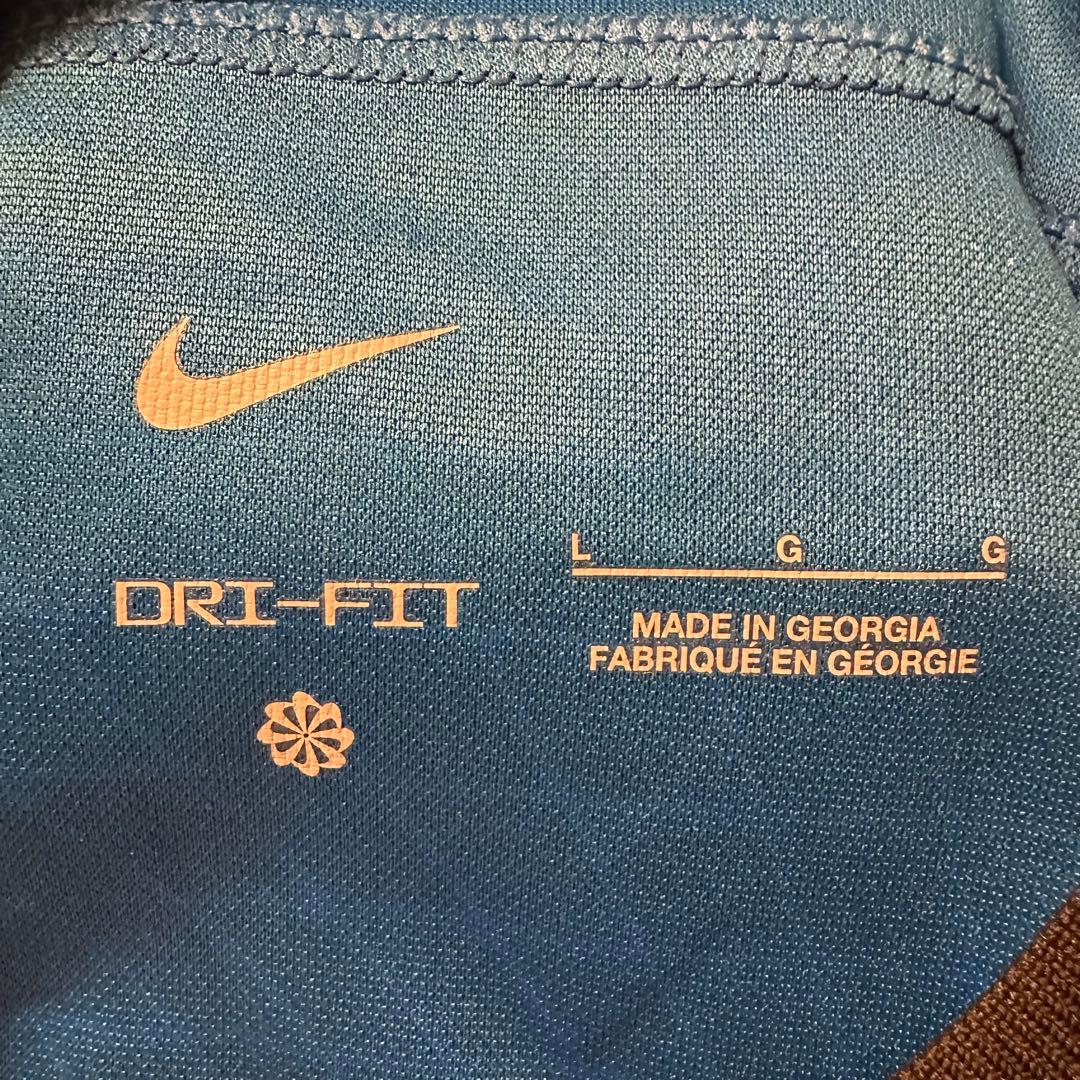 DRI-FIT
L G G
MADE IN GEORGIA
FABRIQUÉ EN GÉORGIE